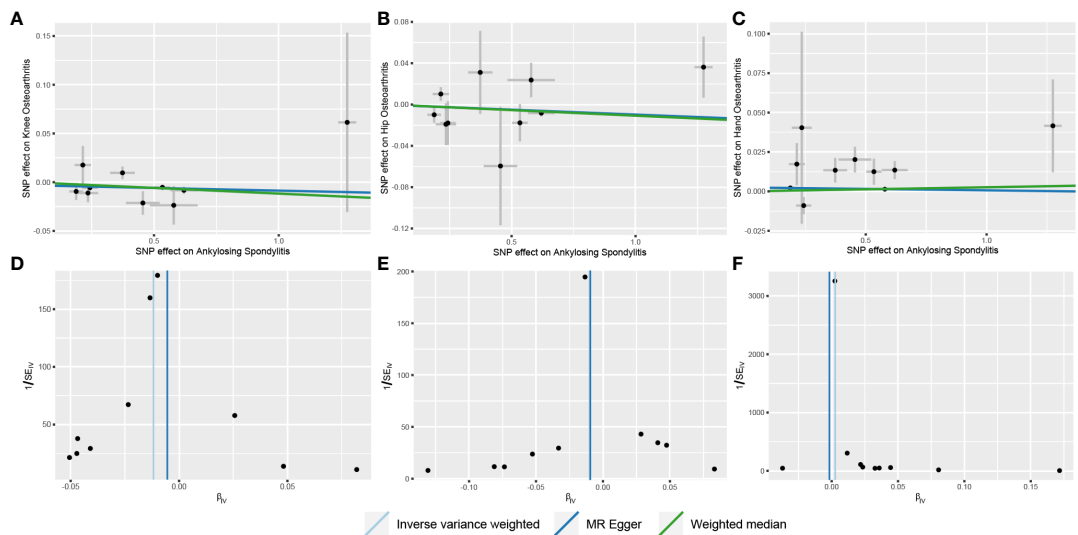 A
B
C
0.15
0.10
0.05
0.00
-0.05
SNP effect on Knee Osteoarthritis
0.5
1.0
SNP effect on Ankylosing Spondylitis
0.08
0.04
0.00
-0.04
-0.08
-0.12
SNP effect on Hip Osteoarthritis
0.5
1.0
SNP effect on Ankylosing Spondylitis
0.100
0.075
0.050
0.025
0.000
-0.025
SNP effect on Hand Osteoarthritis
0.5
1.0
SNP effect on Ankylosing Spondylitis
D
E
F
150
100
50
1/SE_IV
-0.05
0.00
0.05
β_IV
200
150
100
50
0
1/SE_IV
-0.10
-0.05
0.00
0.05
β_IV
3000
2000
1000
0
1/SE_IV
0.00
0.05
0.10
0.15
β_IV
Inverse variance weighted
MR Egger
Weighted median